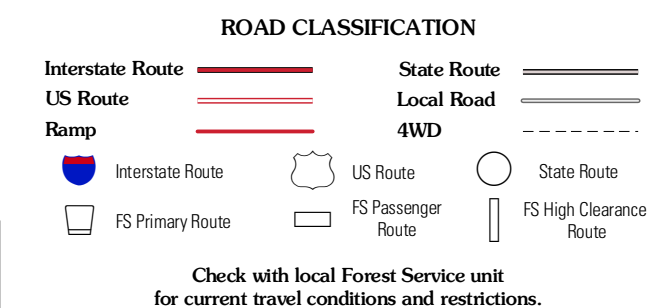 ROAD CLASSIFICATION
Interstate Route
State Route
US Route
Local Road
Ramp
4WD
Interstate Route
US Route
State Route
FS Primary Route
FS Passenger
Route
FS High Clearance
Route
Check with local Forest Service unit
for current travel conditions and restrictions.